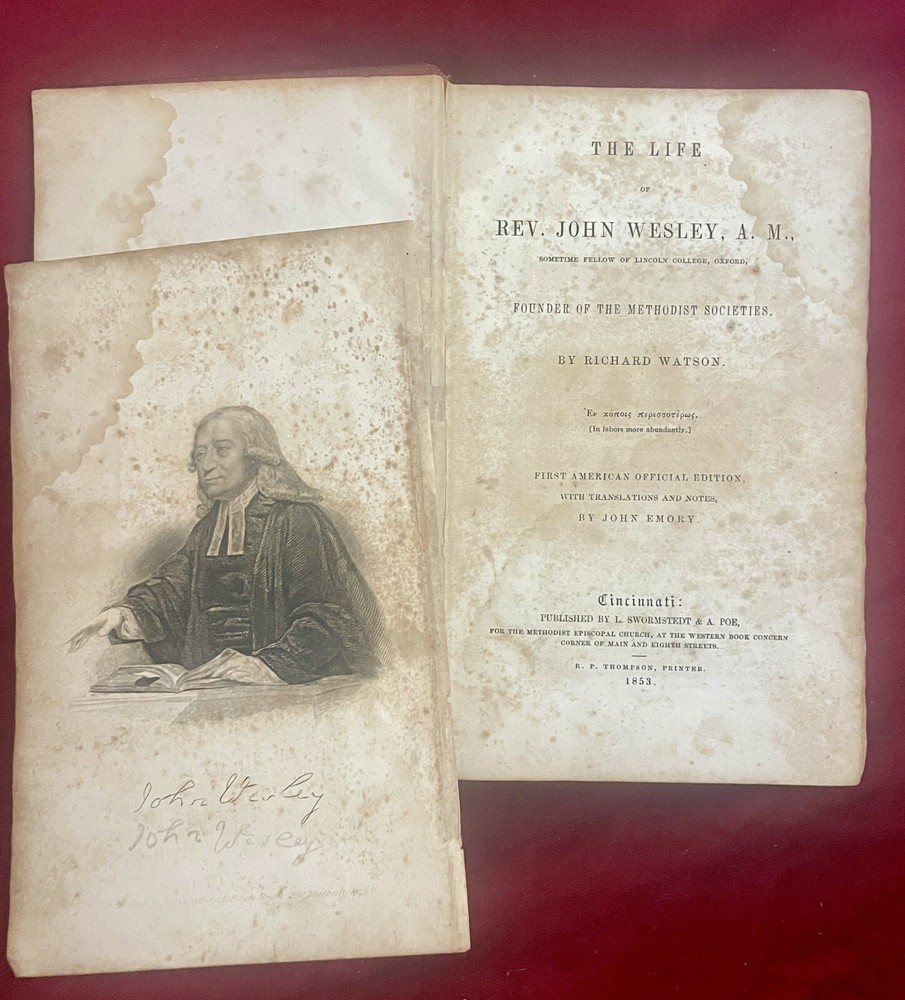 John Wesley
John Wesley
THE LIFE
OF
REV. JOHN WESLEY, A. M.,
SOMETIME FELLOW OF LINCOLN COLLEGE, OXFORD,
FOUNDER OF THE METHODIST SOCIETIES.
BY RICHARD WATSON.
Ἐν κόποις περισσοτέρως.
[In labors more abundantly.]
FIRST AMERICAN OFFICIAL EDITION,
WITH TRANSLATIONS AND NOTES,
BY JOHN EMORY.
Cincinnati:
PUBLISHED BY L. SWORMSTEDT & A. POE,
FOR THE METHODIST EPISCOPAL CHURCH, AT THE WESTERN BOOK CONCERN
CORNER OF MAIN AND EIGHTH STREETS.
R. P. THOMPSON, PRINTER.
1853.